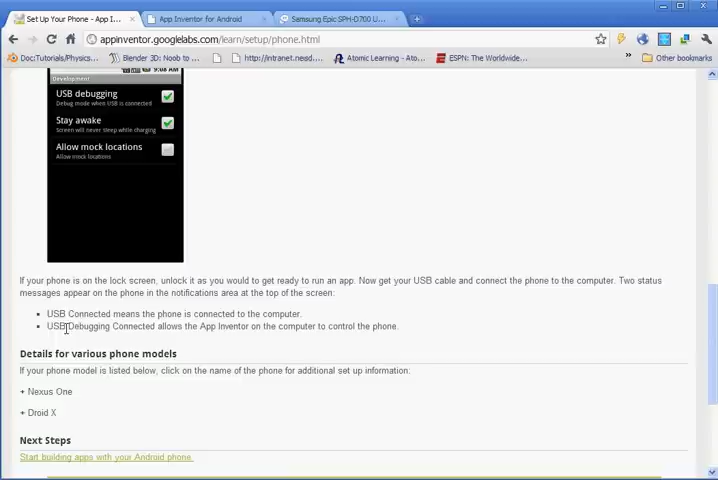 Set Up Your Phone - App I...
App Inventor for Android
Samsung Epic SPH-D700 U...
appinventor.googlelabs.com/learn/setup/phone.html
Doc:Tutorials/Physics...
Blender 3D: Noob to ...
http://intranet.need....
Atomic Learning - Ato...
ESPN: The Worldwide...
Other bookmarks
9:08 AM
Development
USB debugging
Debug mode when USB is connected
Stay awake
Screen will never sleep while charging
Allow mock locations
Allow mock locations
If your phone is on the lock screen, unlock it as you would to get ready to run an app. Now get your USB cable and connect the phone to the computer. Two status
messages appear on the phone in the notifications area at the top of the screen:
USB Connected means the phone is connected to the computer.
USB Debugging Connected allows the App Inventor on the computer to control the phone.
Details for various phone models
If your phone model is listed below, click on the name of the phone for additional set up information:
+ Nexus One
+ Droid X
Next Steps
Start building apps with your Android phone.